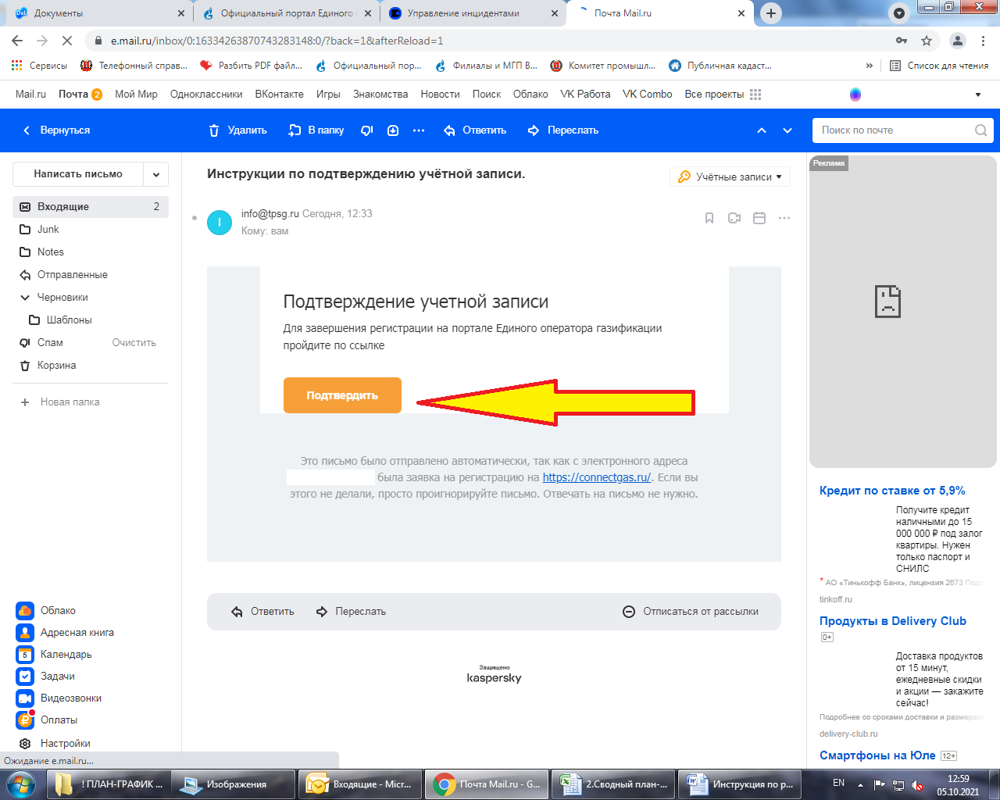 Документы
Официальный портал Единого
Управление инцидентами
Почта Mail.ru
e.mail.ru/inbox/0:16334263870743283148:0/?back=1&afterReload=1
Сервисы
Телефонный справ...
Разбить PDF файл...
Официальный пор...
Филиалы и МГП В...
Комитет промышл...
Публичная кадаст...
»
Список для чтения
Mail.ru
Почта 2
Мой Мир
Одноклассники
ВКонтакте
Игры
Знакомства
Новости
Поиск
Облако
VK Работа
VK Combo
Все проекты
Вернуться
Удалить
В папку
Ответить
Переслать
Поиск по почте
Написать письмо
Входящие 2
Junk
Notes
Отправленные
Черновики
Шаблоны
Спам Очистить
Корзина
+ Новая папка
Облако
Адресная книга
5 Календарь
Задачи
Видеозвонки
Оплаты
Настройки
Ожидание e.mail.ru...
Инструкции по подтверждению учётной записи.
Учётные записи
I
info@tpsg.ru Сегодня, 12:33
Кому: вам
Подтверждение учетной записи
Для завершения регистрации на портале Единого оператора газификации
пройдите по ссылке
Подтвердить
Это письмо было отправлено автоматически, так как с электронного адреса
была заявка на регистрацию на https://connectgas.ru/. Если вы
этого не делали, просто проигнорируйте письмо. Отвечать на письмо не нужно.
Ответить
Переслать
Отписаться от рассылки
Защищено
kaspersky
Реклама
Кредит по ставке от 5,9%
Получите кредит
наличными до 15
000 000 ₽ под залог
квартиры. Нужен
только паспорт и
СНИЛС
* АО «Тинькофф Банк», лицензия 2673
tinkoff.ru
Продукты в Delivery Club
0+
Доставка продуктов
от 15 минут,
ежедневные скидки
и акции — закажите
сейчас!
Подробнее со сроками доставки и размерам
delivery-club.ru
Смартфоны на Юле 12+
! ПЛАН-ГРАФИК ...
Изображения
Входящие - Micr...
Почта Mail.ru - G...
2.Сводный план-...
Инструкция по р...
EN
12:59
05.10.2021